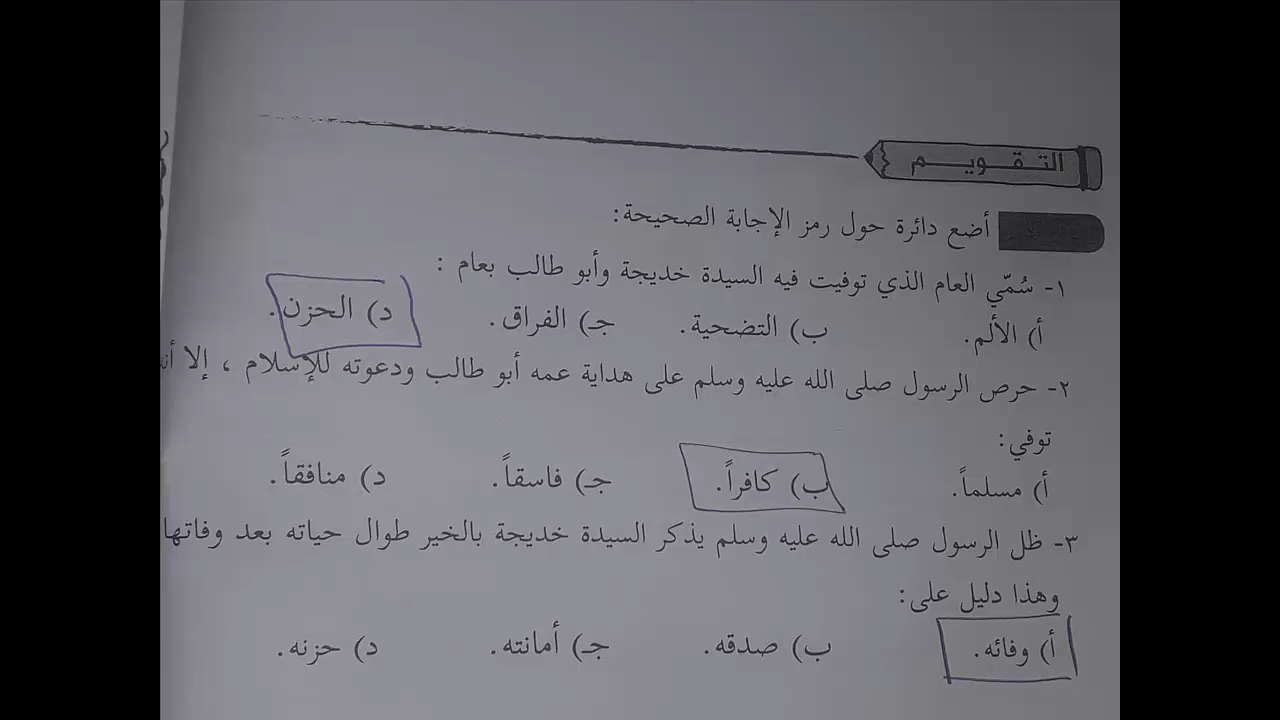 التقويم
أضع دائرة حول رمز الإجابة الصحيحة:
١- سُمّي العام الذي توفيت فيه السيدة خديجة وأبو طالب بعام :
أ) الألم. ب) التضحية. جـ) الفراق. د) الحزن.
٢- حرص الرسول صلى الله عليه وسلم على هداية عمه أبو طالب ودعوته للإسلام ، إلا
توفي:
أ) مسلماً. ب) كافراً. جـ) فاسقاً. د) منافقاً.
٣- ظل الرسول صلى الله عليه وسلم يذكر السيدة خديجة بالخير طوال حياته بعد وفاتها
وهذا دليل على:
أ) وفائه. ب) صدقه. جـ) أمانته. د) حزنه.